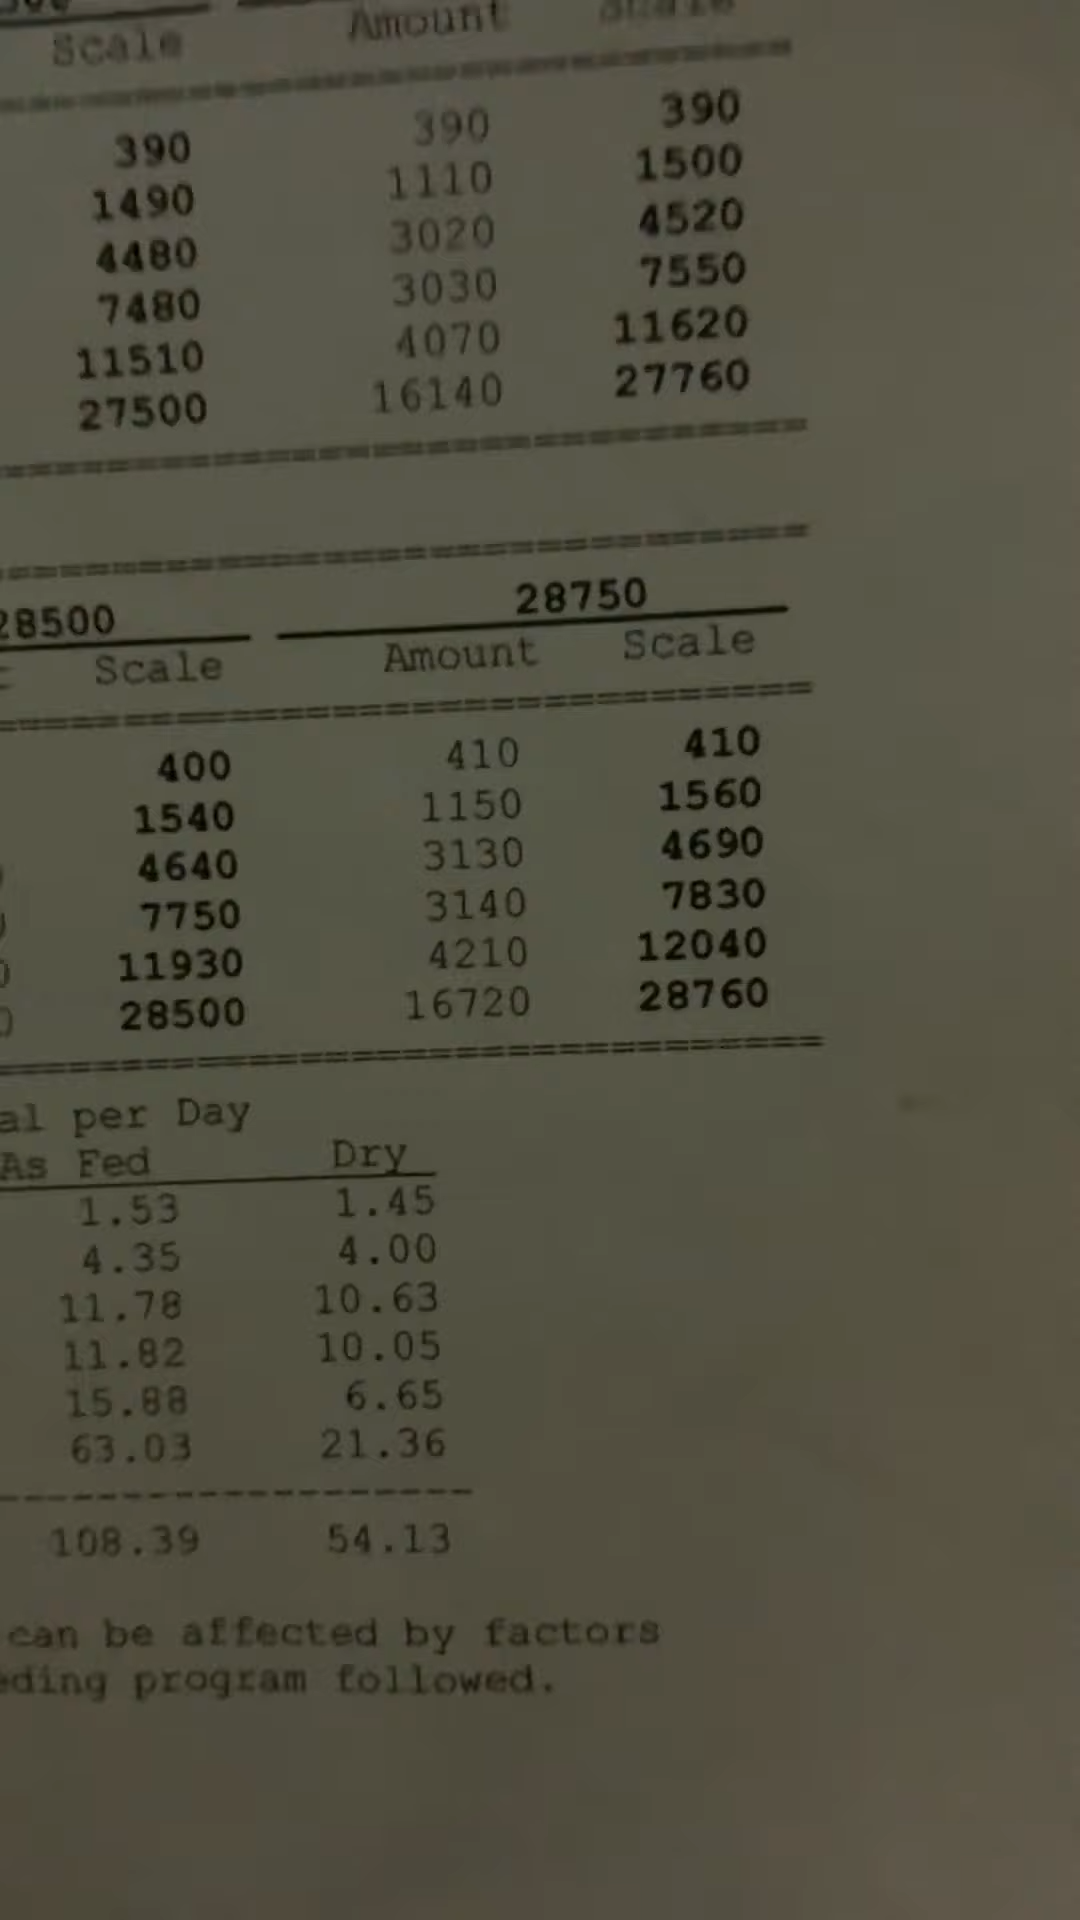 Scale Amount Scale
390 390 390
1490 1110 1500
4480 3020 4520
7480 3030 7550
11510 4070 11620
27500 16140 27760
28500 28750
Scale Amount Scale
400 410 410
1540 1150 1560
4640 3130 4690
7750 3140 7830
11930 4210 12040
28500 16720 28760
per Day
As Fed Dry
1.53 1.45
4.35 4.00
11.78 10.63
11.82 10.05
15.88 6.65
63.03 21.36
108.39 54.13
can be affected by factors
program followed.